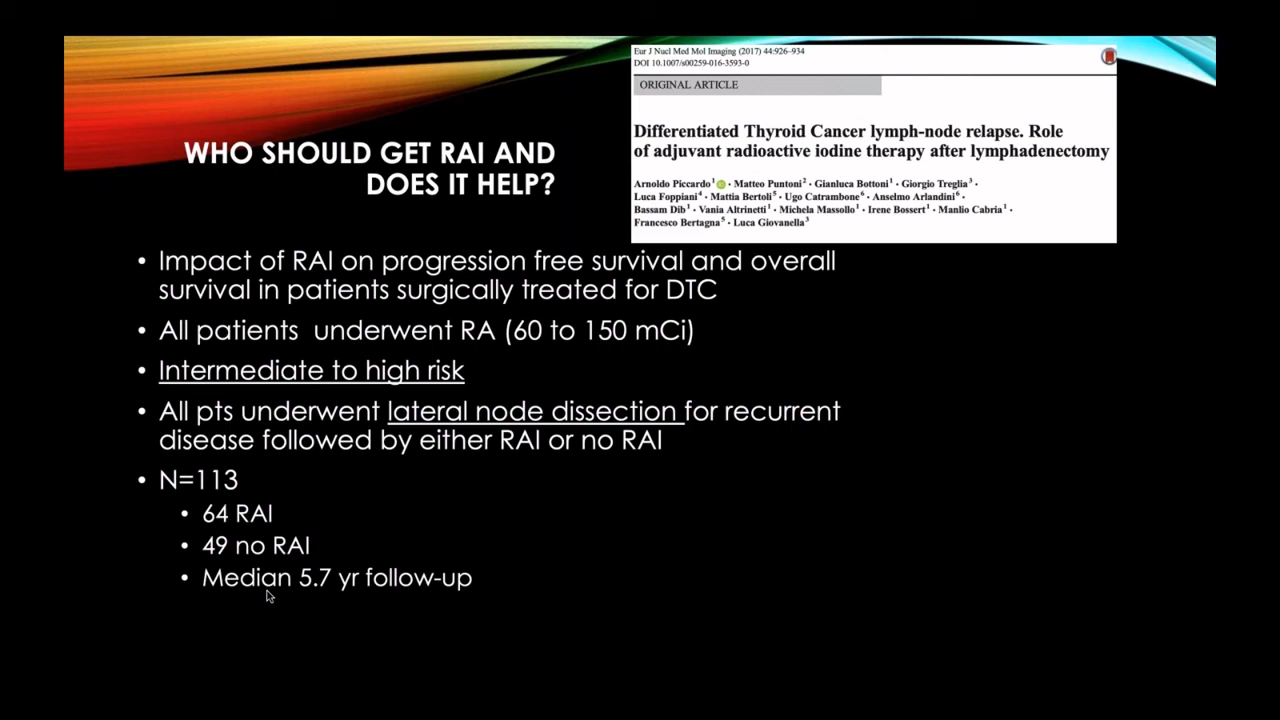 Eur J Nucl Med Mol Imaging (2017) 44:926–934
DOI 10.1007/s00259-016-3593-0
ORIGINAL ARTICLE
Differentiated Thyroid Cancer lymph-node relapse. Role
of adjuvant radioactive iodine therapy after lymphadenectomy
Arnoldo Piccardo1 iD · Matteo Puntoni2 · Gianluca Bottoni1 · Giorgio Treglia3 ·
Luca Foppiani4 · Mattia Bertoli5 · Ugo Catrambone6 · Anselmo Arlandini6 ·
Bassam Dib1 · Vania Altrinetti1 · Michela Massollo1 · Irene Bossert1 · Manlio Cabria1 ·
Francesco Bertagna5 · Luca Giovanella3
WHO SHOULD GET RAI AND
DOES IT HELP?
• Impact of RAI on progression free survival and overall
survival in patients surgically treated for DTC
• All patients underwent RA (60 to 150 mCi)
• Intermediate to high risk
• All pts underwent lateral node dissection for recurrent
disease followed by either RAI or no RAI
• N=113
• 64 RAI
• 49 no RAI
• Median 5.7 yr follow-up